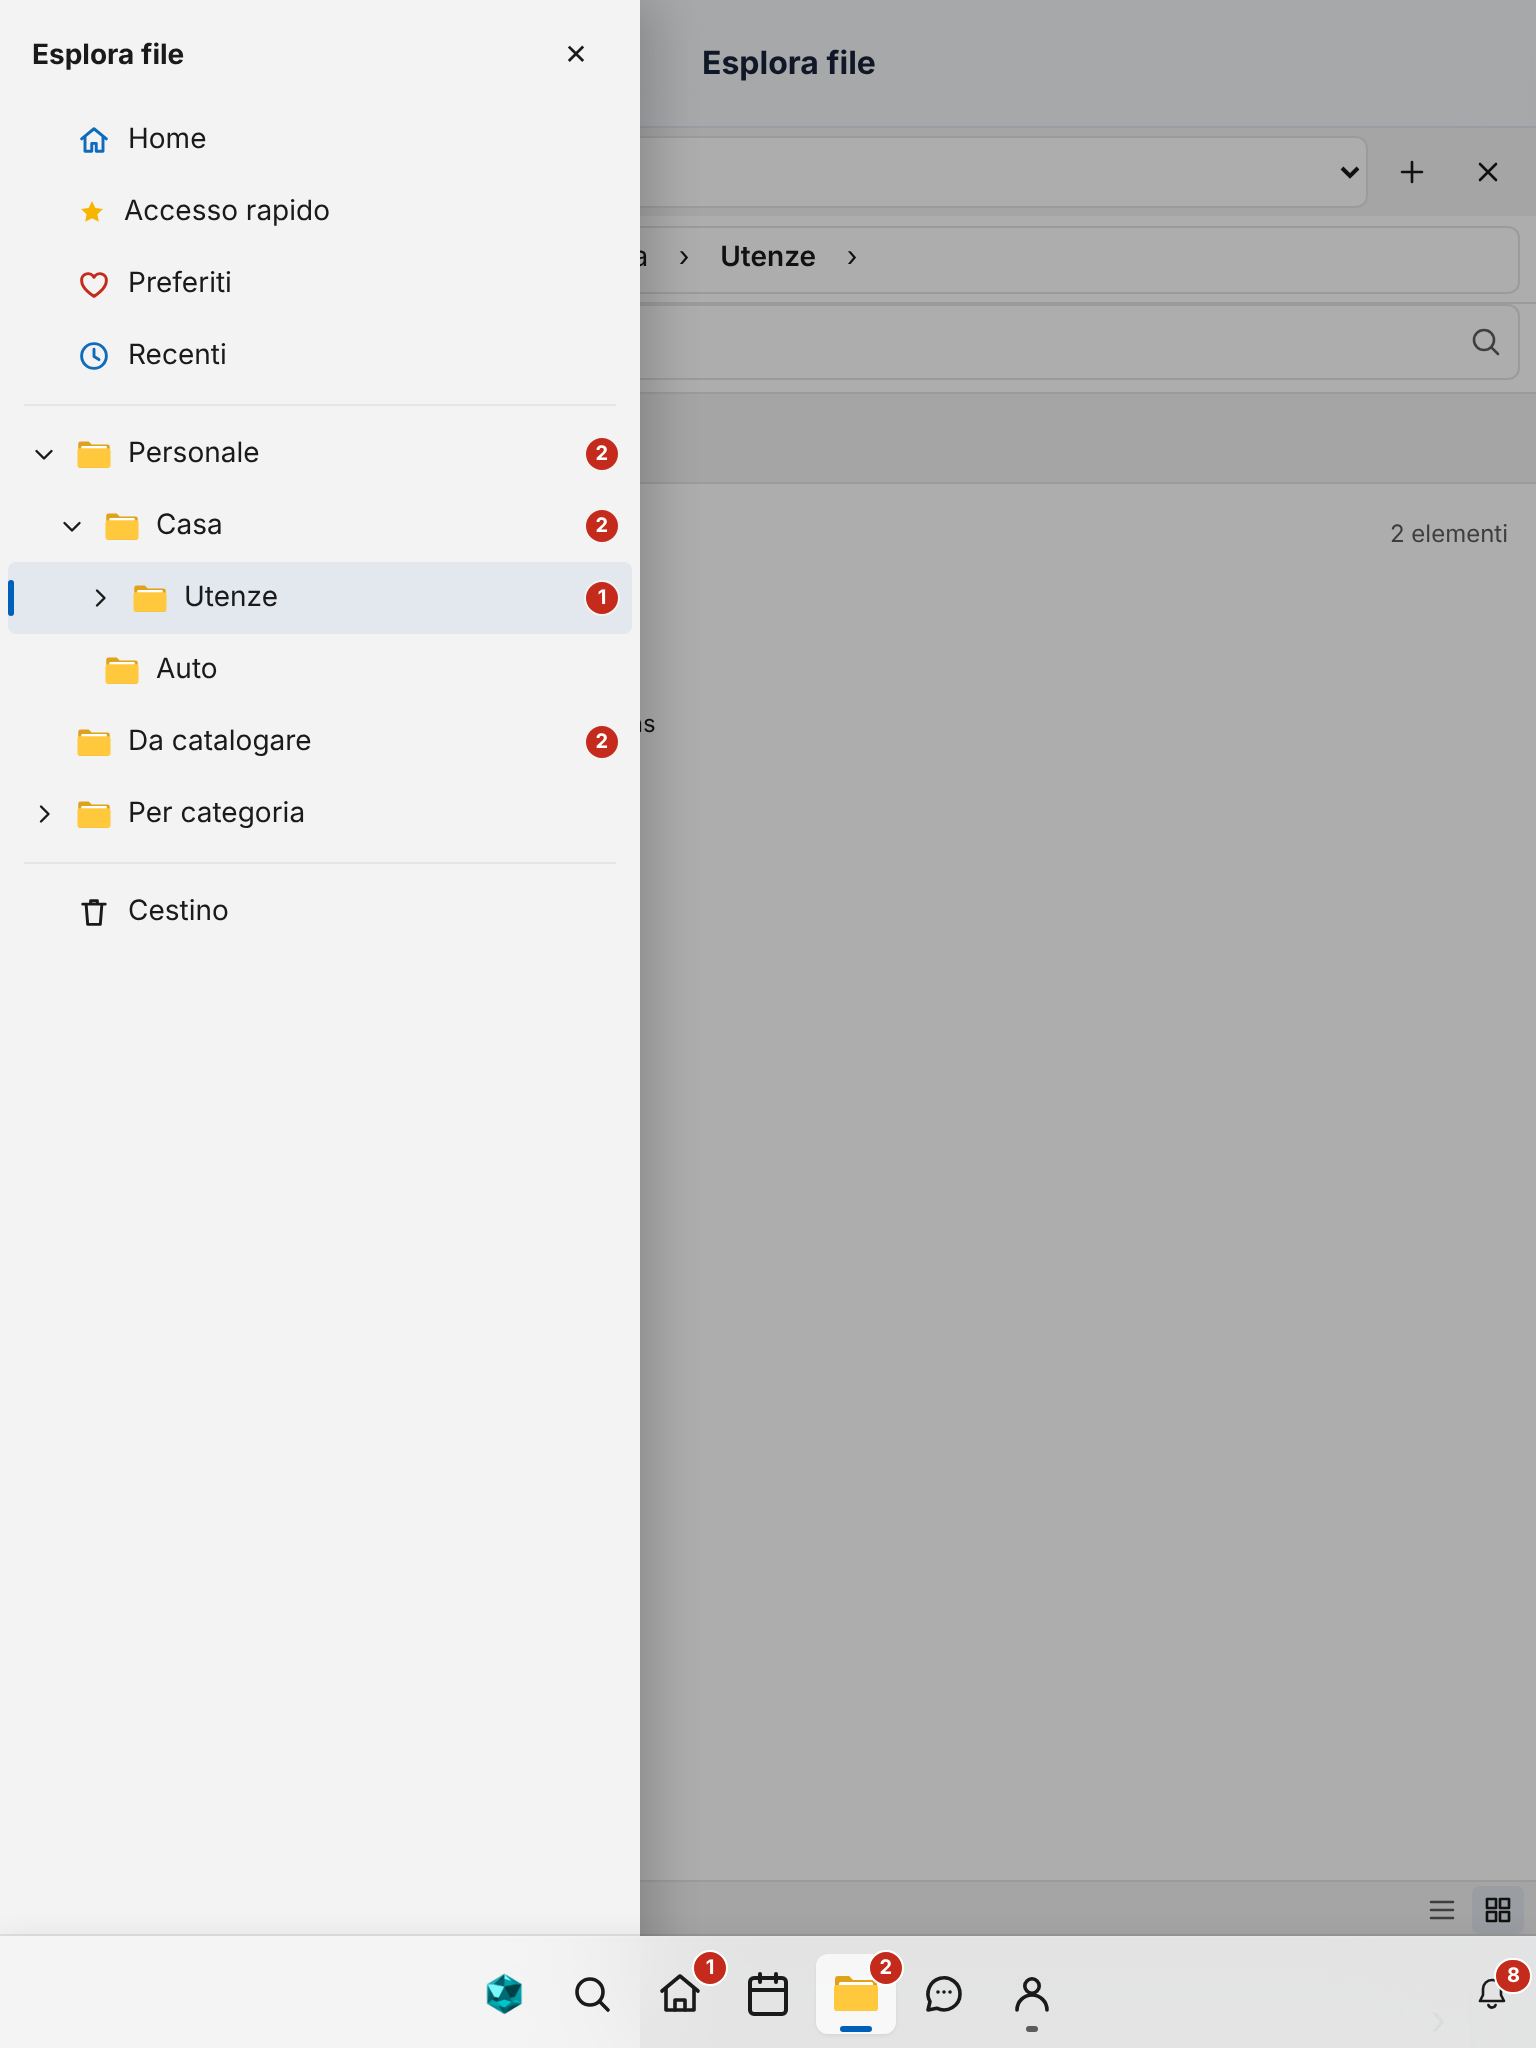 Esplora file
Home
Accesso rapido
Preferiti
Recenti
Personale 2
Casa 2
Utenze 1
Auto
Da catalogare 2
Per categoria
Cestino
Esplora file
Utenze
2 elementi
1
2
8